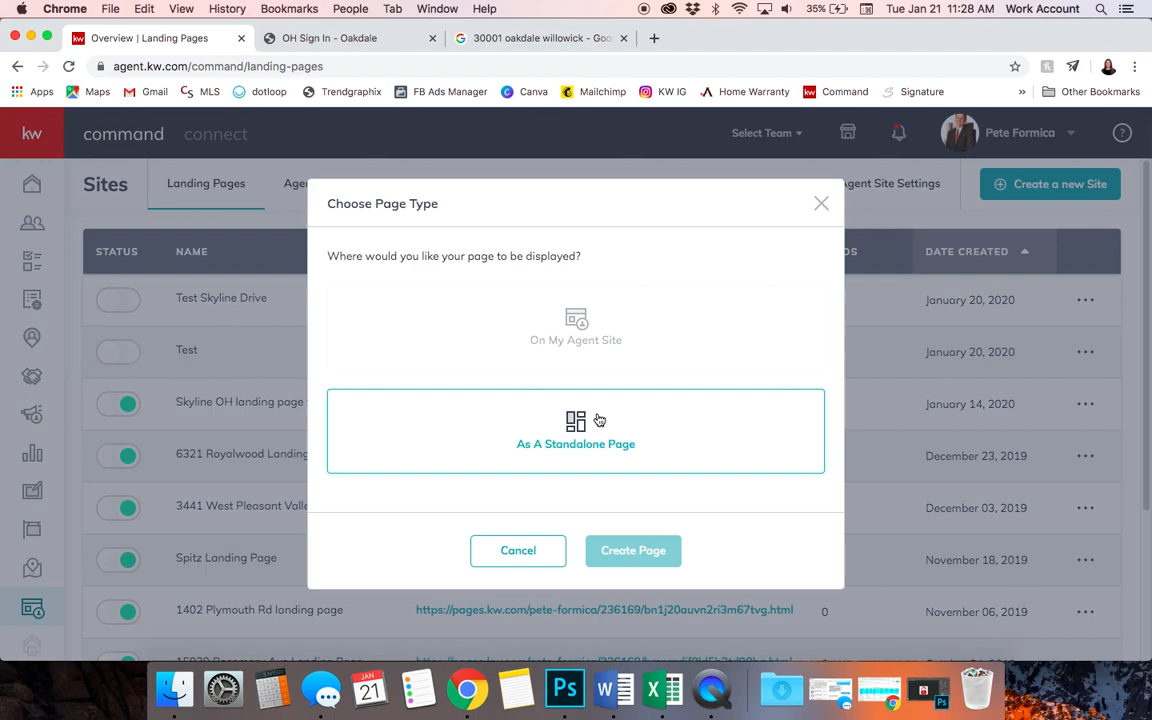 Chrome File Edit View History Bookmarks People Tab Window Help 35% Tue Jan 21 11:28 AM Work Account
kw Overview | Landing Pages OH Sign In - Oakdale 30001 oakdale willowick - Goo
agent.kw.com/command/landing-pages
Apps Maps Gmail MLS dotloop Trendgraphix FB Ads Manager Canva Mailchimp KW IG Home Warranty kw Command Signature » Other Bookmarks
kw command connect Select Team Pete Formica ?
Sites Landing Pages Agent Site Settings Create a new Site
Choose Page Type
STATUS NAME DATE CREATED
Where would you like your page to be displayed?
Test Skyline Drive January 20, 2020
On My Agent Site
Test January 20, 2020
Skyline OH landing page January 14, 2020
As A Standalone Page
6321 Royalwood Landing December 23, 2019
3441 West Pleasant Valle December 03, 2019
Cancel Create Page
Spitz Landing Page November 18, 2019
1402 Plymouth Rd landing page https://pages.kw.com/pete-formica/236169/bn1j20auvn2ri3m67tvg.html 0 November 06, 2019
JAN 21 Ps W X